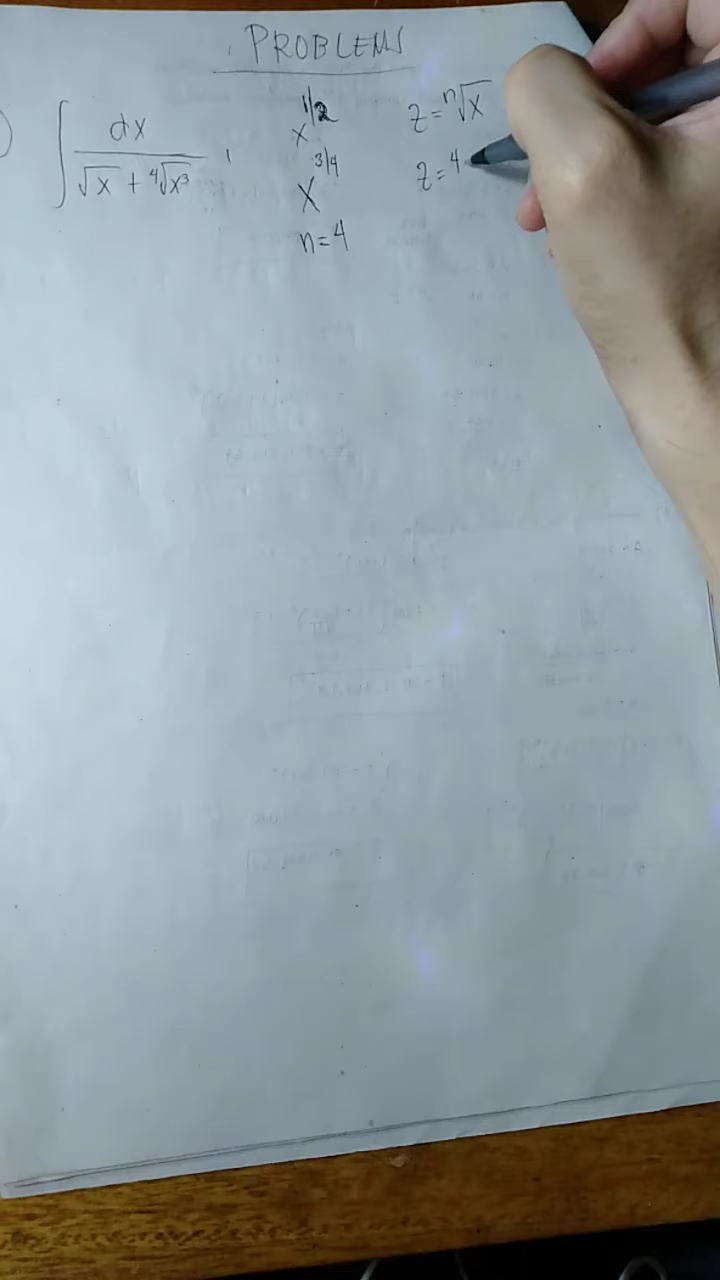 PROBLEMS
) ∫ dx / (√x + ⁴√x³) ,
x^1/2
x^3/4
n=4
z=ⁿ√x
z=4